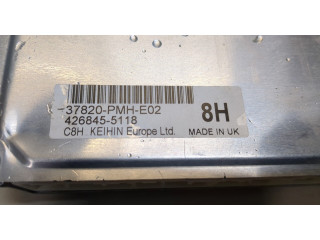 37820-PMH-E02
426845-5118
8H
C8H KEIHIN Europe Ltd. MADE IN UK